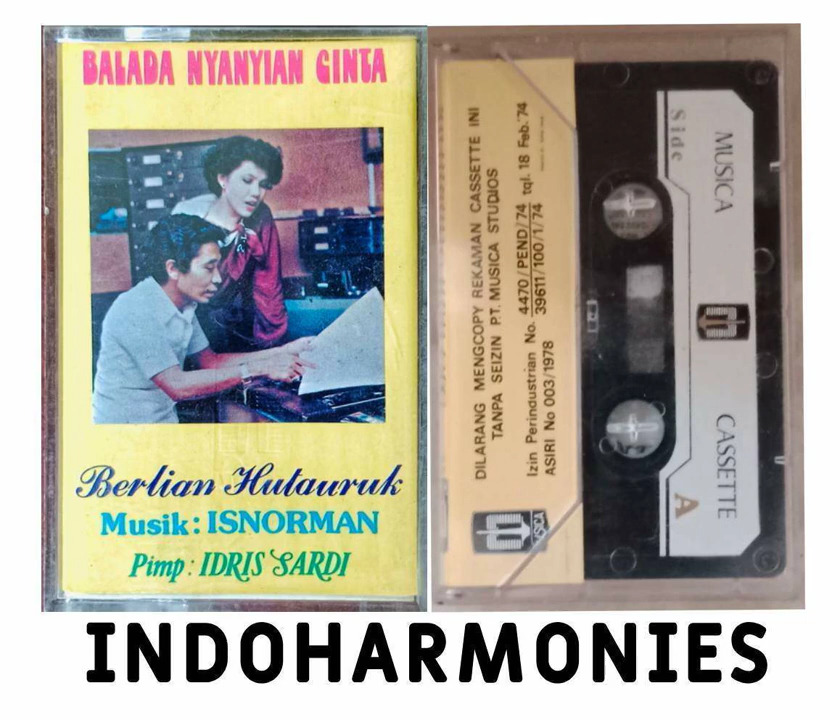 BALADA NYANYIAN CINTA
Berlian Hutauruk
Musik : ISNORMAN
Pimp : IDRIS SARDI
DILARANG MENGCOPY REKAMAN CASSETTE INI
TANPA SEIZIN PT. MUSICA STUDIOS
Izin Perindustrian No. 4470/PEND/74 tgl. 18 Feb.'74
39611/100/1/74
ASIRI No 003/1978
MUSICA
Side
MUSICA
CASSETTE
A
INDOHARMONIES